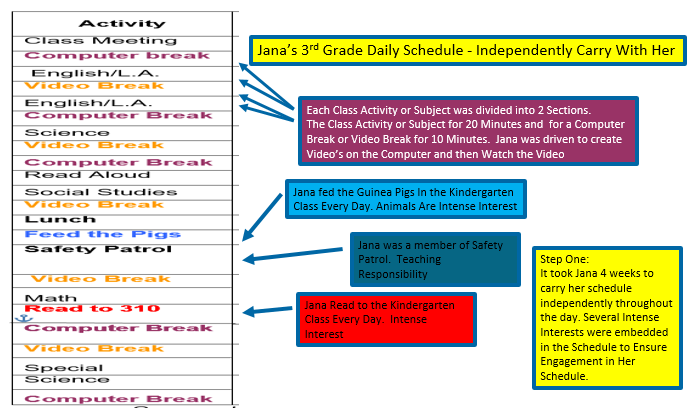 Activity
Class Meeting
Computer break
English/L.A.
Video Break
English/L.A.
Computer Break
Science
Video Break
Computer Break
Read Aloud
Social Studies
Video Break
Lunch
Feed the Pigs
Safety Patrol
Video Break
Math
Read to 310
Computer Break
Video Break
Special
Science
Computer Break
Jana's 3rd Grade Daily Schedule - Independently Carry With Her
Each Class Activity or Subject was divided into 2 Sections.
The Class Activity or Subject for 20 Minutes and for a Computer
Break or Video Break for 10 Minutes. Jana was driven to create
Video's on the Computer and then Watch the Video
Jana fed the Guinea Pigs In the Kindergarten
Class Every Day. Animals Are Intense Interest
Jana was a member of Safety
Patrol. Teaching
Responsibility
Jana Read to the Kindergarten
Class Every Day. Intense
Interest
Step One:
It took Jana 4 weeks to
carry her schedule
independently throughout
the day. Several Intense
Interests were embedded
in the Schedule to Ensure
Engagement in Her
Schedule.